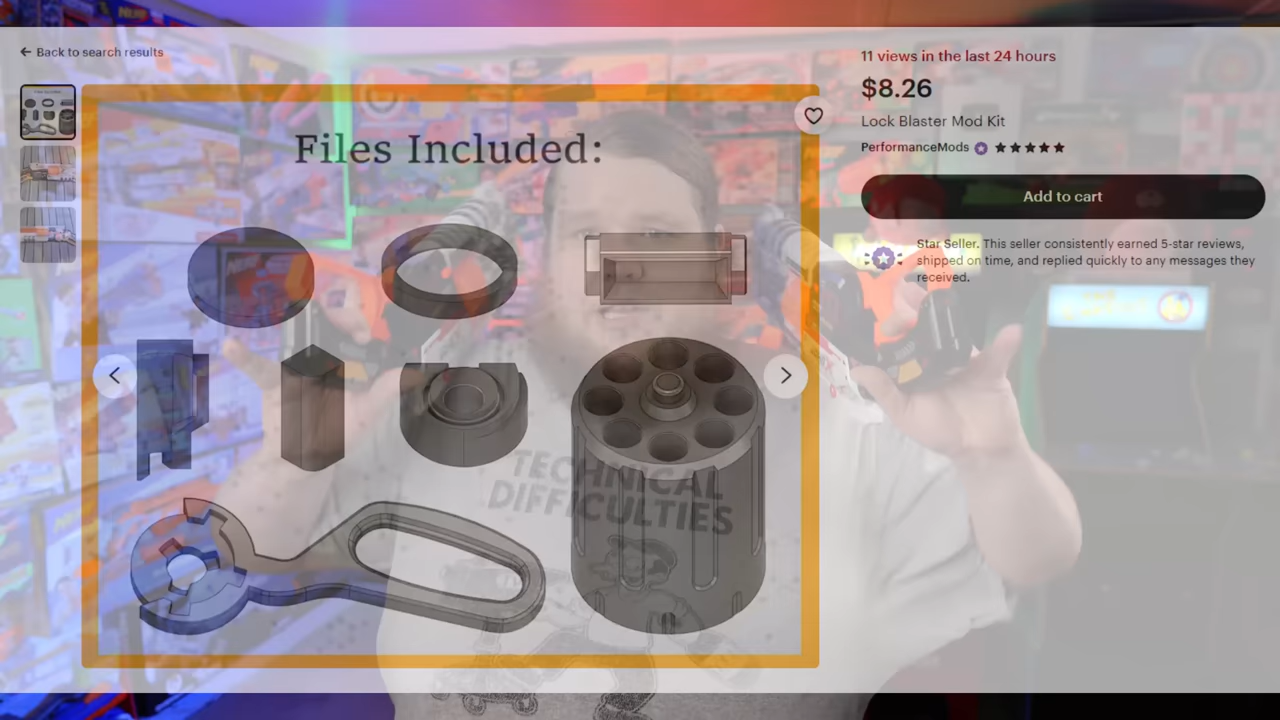 Back to search results
Files Included:
11 views in the last 24 hours
$8.26
Lock Blaster Mod Kit
PerformanceMods
Add to cart
Star Seller. This seller consistently earned 5-star reviews,
shipped on time, and replied quickly to any messages they
received.
TECHNICAL
DIFFICULTIES